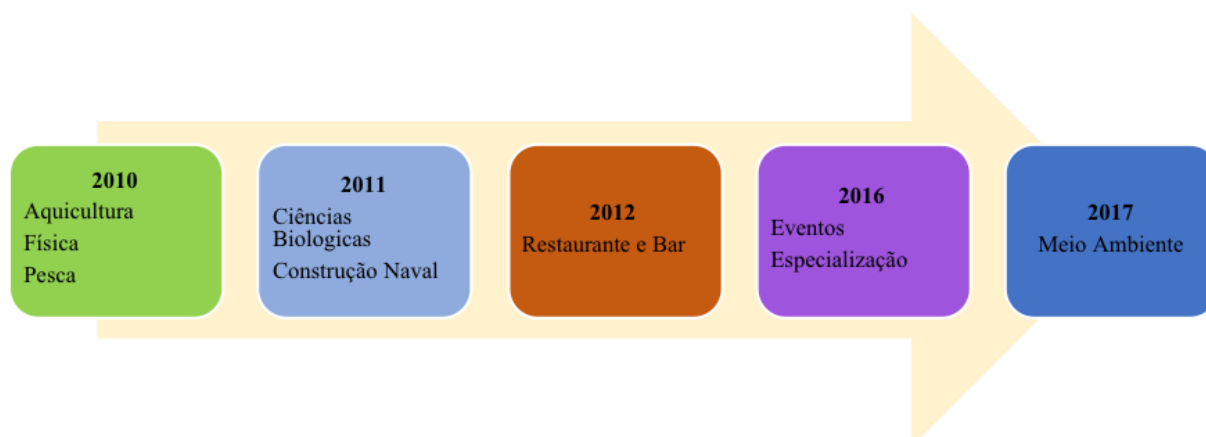 2010
Aquicultura
Física
Pesca
2011
Ciências
Biologicas
Construção Naval
2012
Restaurante e Bar
2016
Eventos
Especialização
2017
Meio Ambiente